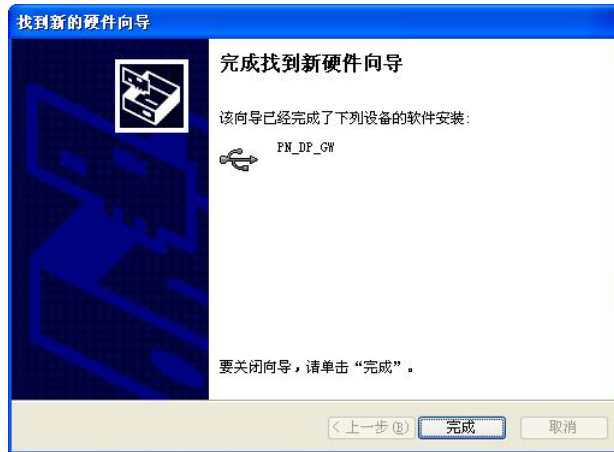 找到新的硬件向导
完成找到新硬件向导
该向导已经完成了下列设备的软件安装:
PN_DP_GW
要关闭向导，请单击“完成”。
< 上一步(B)
完成
取消